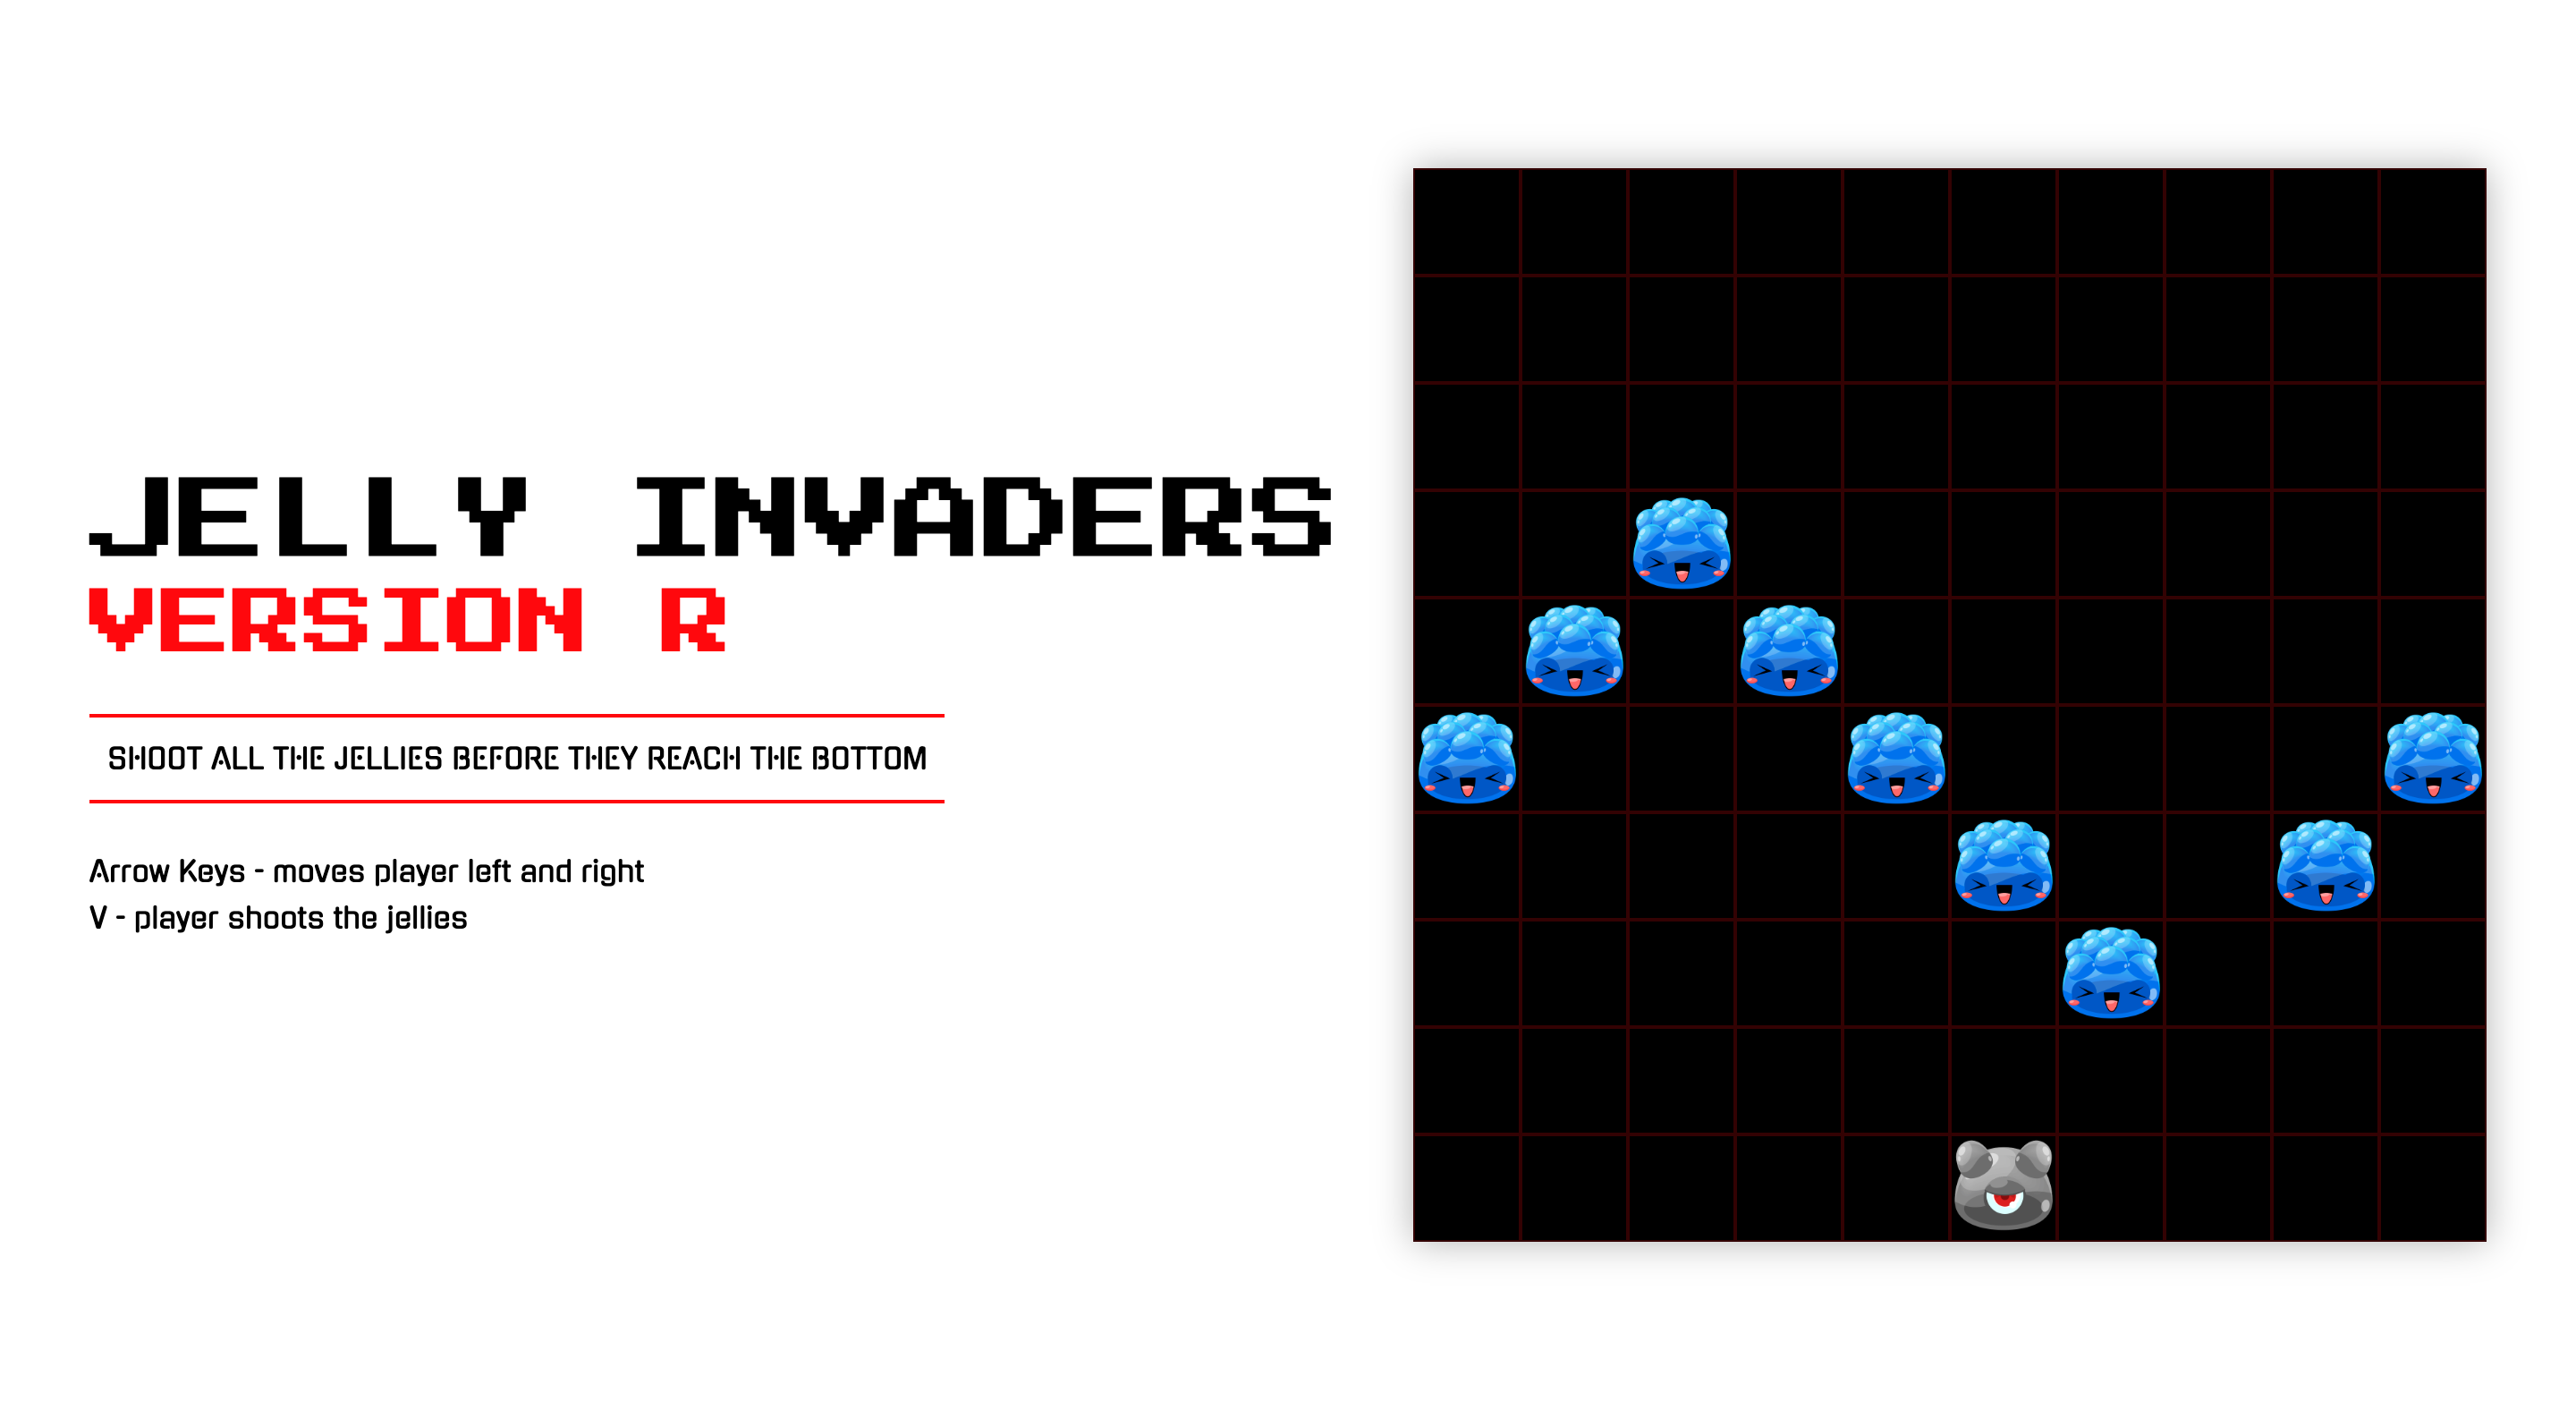 JELLY INVADERS
VERSION R
SHOOT ALL THE JELLIES BEFORE THEY REACH THE BOTTOM
Arrow Keys - moves player left and right
V - player shoots the jellies